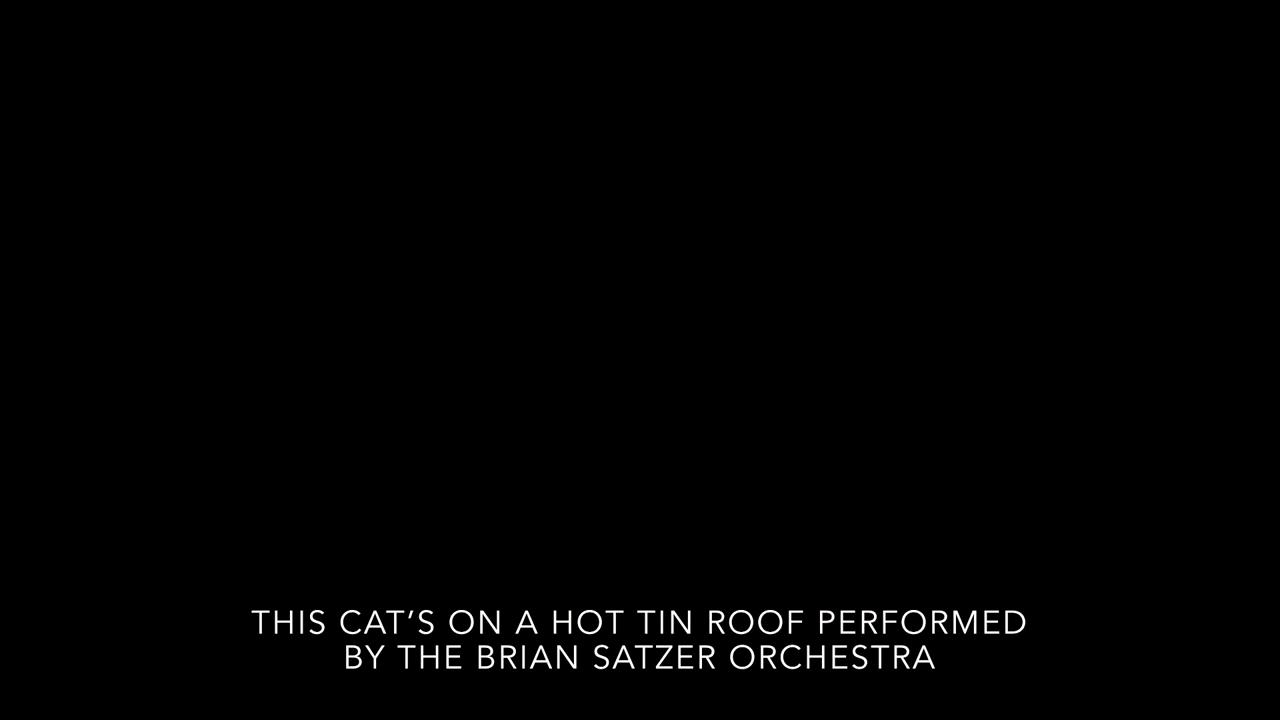 THIS CAT’S ON A HOT TIN ROOF PERFORMED
BY THE BRIAN SATZER ORCHESTRA